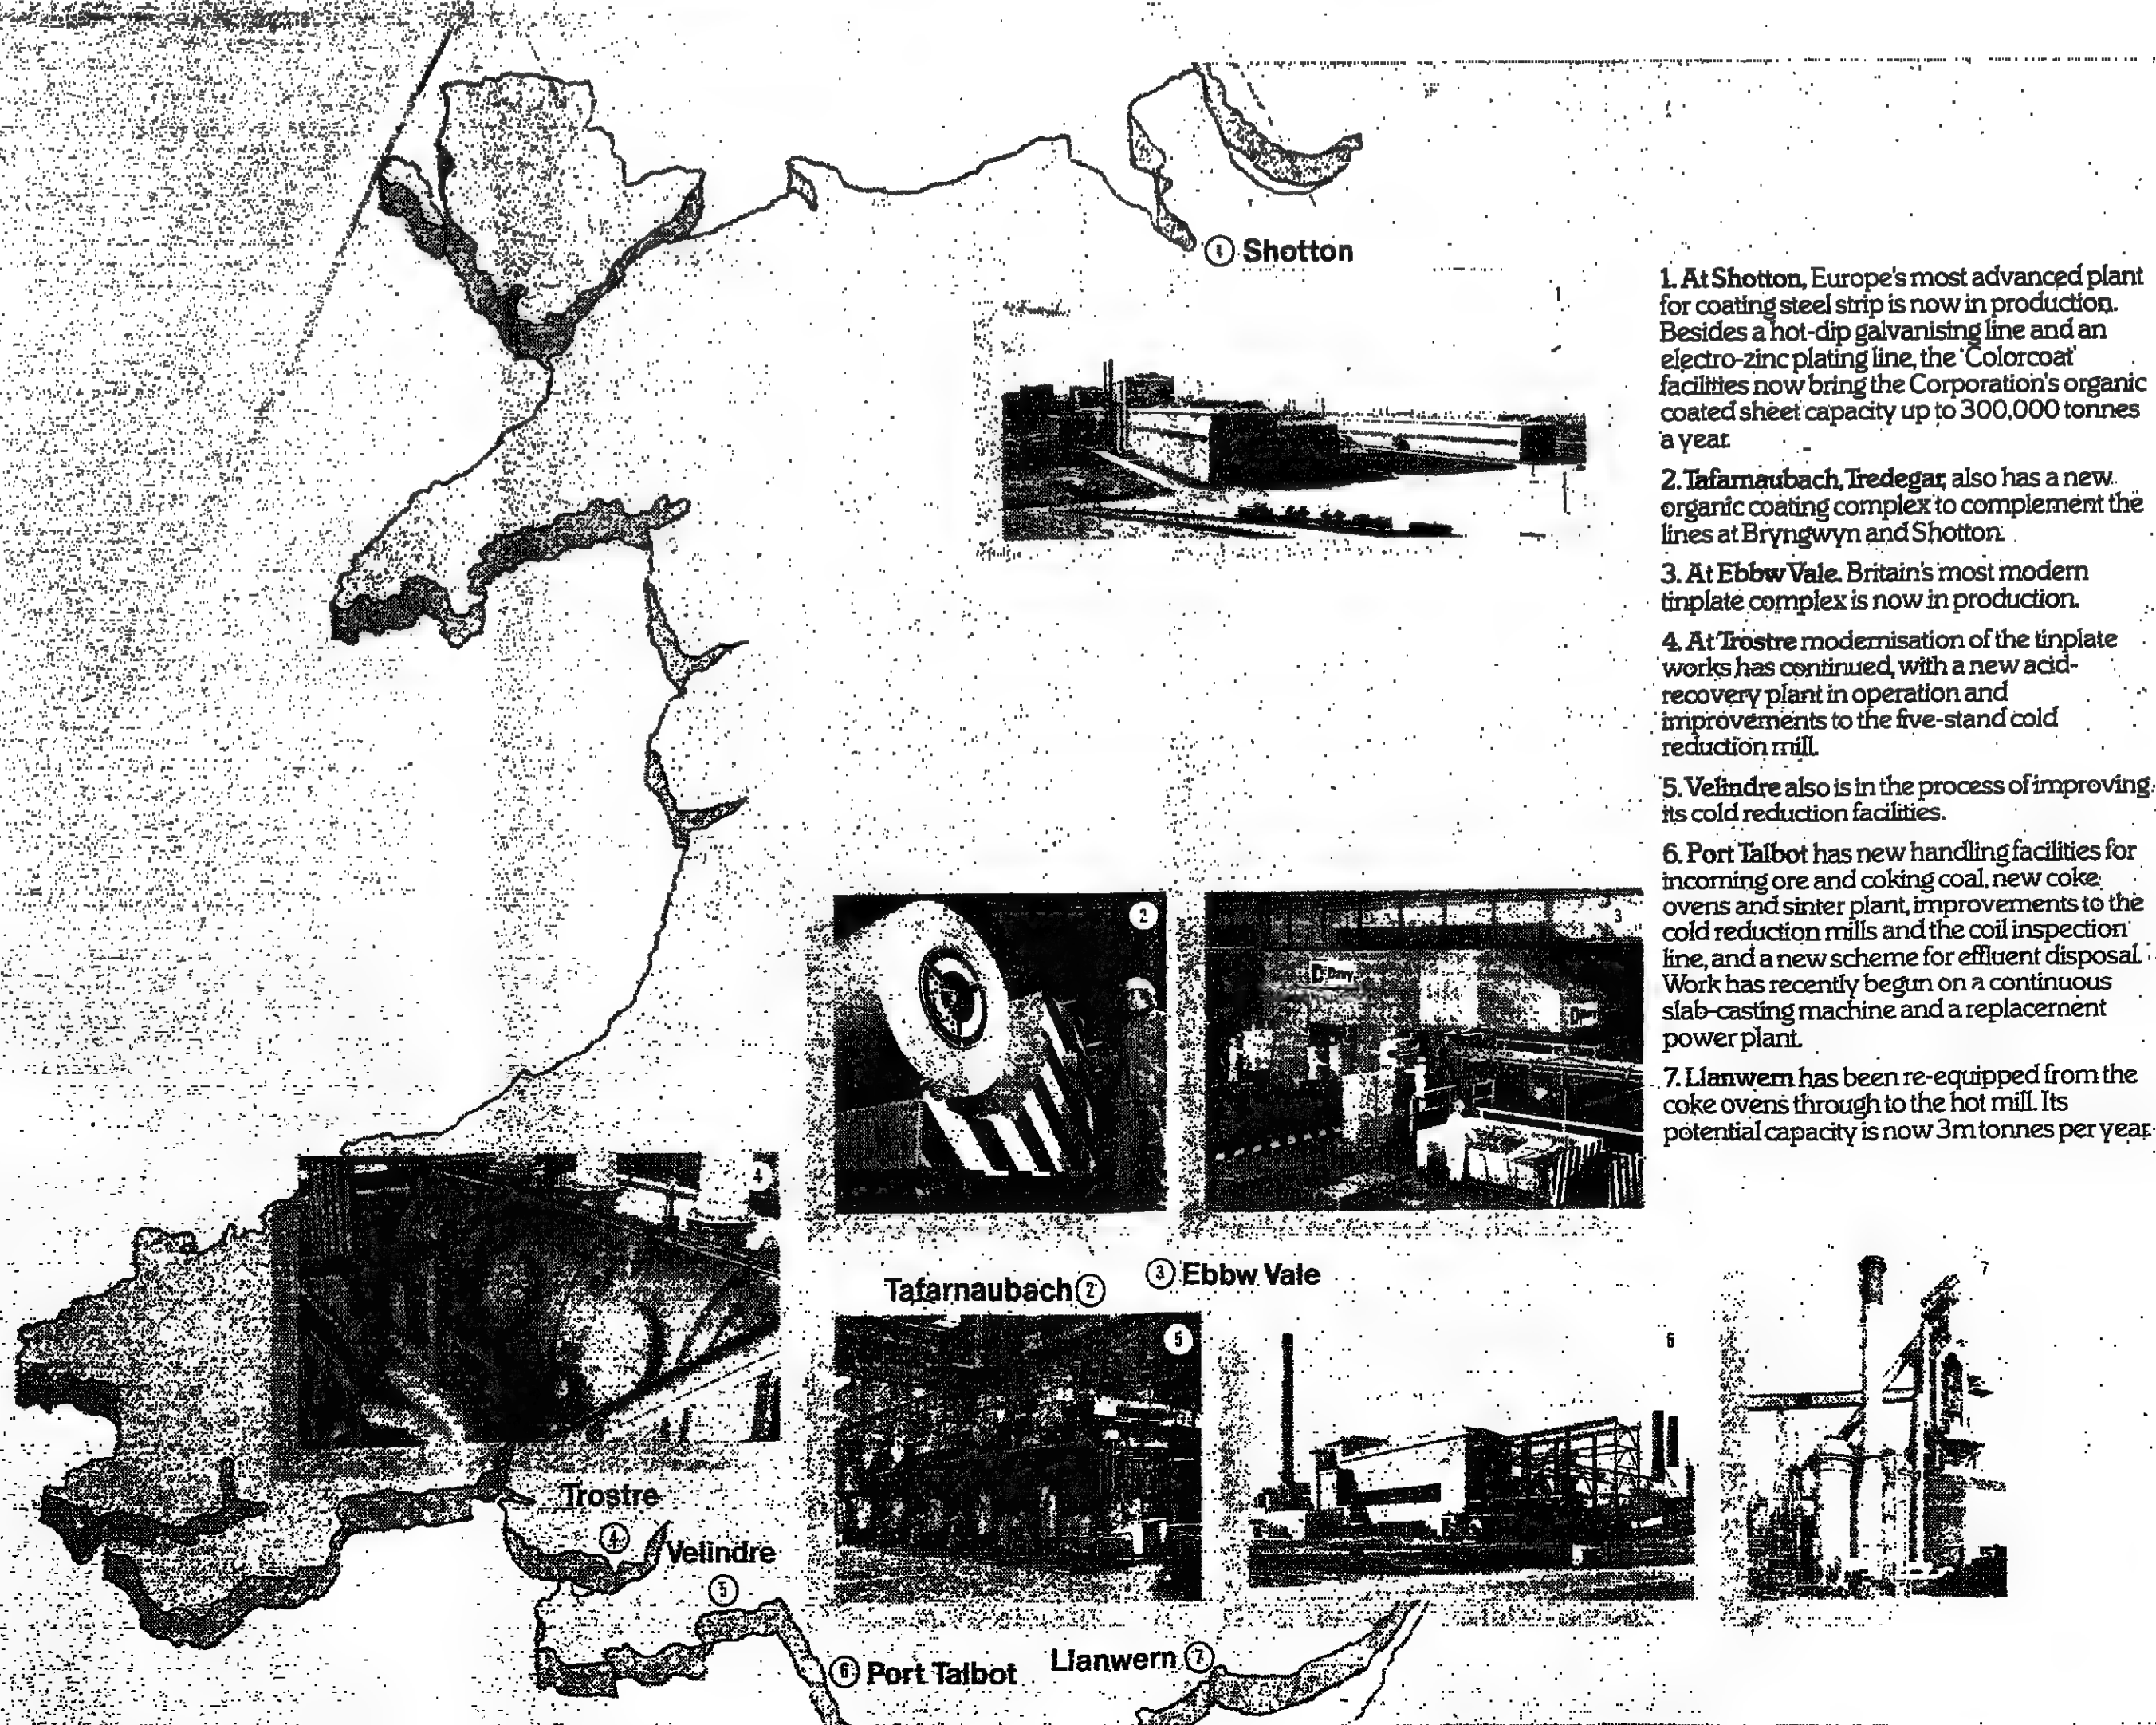 1 Shotton
1
1. At Shotton, Europe's most advanced plant
for coating steel strip is now in production.
Besides a hot-dip galvanising line and an
electro-zinc plating line, the 'Colorcoat'
facilities now bring the Corporation's organic
coated sheet capacity up to 300,000 tonnes
a year.
2. Tafarnaubach, Tredegar, also has a new
organic coating complex to complement the
lines at Bryngwyn and Shotton.
3. At Ebbw Vale. Britain's most modern
tinplate complex is now in production.
4. At Trostre modernisation of the tinplate
works has continued, with a new acid-
recovery plant in operation and
improvements to the five-stand cold
reduction mill.
5. Velindre also is in the process of improving
its cold reduction facilities.
6. Port Talbot has new handling facilities for
incoming ore and coking coal, new coke
ovens and sinter plant, improvements to the
cold reduction mills and the coil inspection
line, and a new scheme for effluent disposal.
Work has recently begun on a continuous
slab-casting machine and a replacement
power plant.
7. Llanwern has been re-equipped from the
coke ovens through to the hot mill. Its
potential capacity is now 3m tonnes per year.
2
3
Davy
Davy
4
Tafarnaubach 2
3 Ebbw Vale
5
6
7
Trostre
4
Velindre
5
6 Port Talbot
Llanwern 7